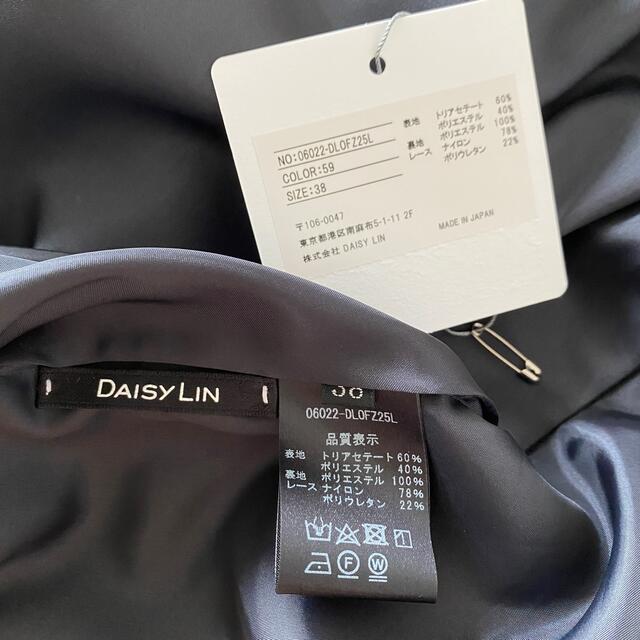 NO:06022-DLOFZ25L
COLOR:59
SIZE:38
表地 トリアセテート 60%
ポリエステル 40%
裏地 ポリエステル 100%
レース ナイロン 78%
ポリウレタン 22%
〒106-0047
東京都港区南麻布5-1-11 2F
株式会社 DAISY LIN
MADE IN JAPAN
DAISY LIN
38
06022-DLOFZ25L
品質表示
表地 トリアセテート 60%
ポリエステル 40%
裏地 ポリエステル 100%
レース ナイロン 78%
ポリウレタン 22%
F W